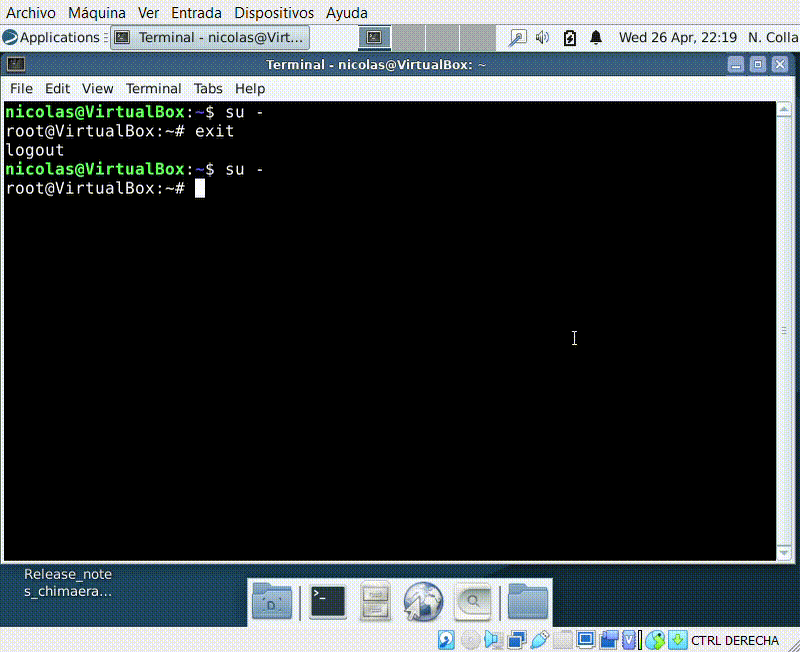 Archivo Máquina Ver Entrada Dispositivos Ayuda
Applications Terminal - nicolas@Virt... Wed 26 Apr, 22:19 N. Colla
Terminal - nicolas@VirtualBox: ~
File Edit View Terminal Tabs Help
nicolas@VirtualBox:~$ su -
root@VirtualBox:~# exit
logout
nicolas@VirtualBox:~$ su -
root@VirtualBox:~#
Release_note
s_chimaera...
D
>_
CTRL DERECHA